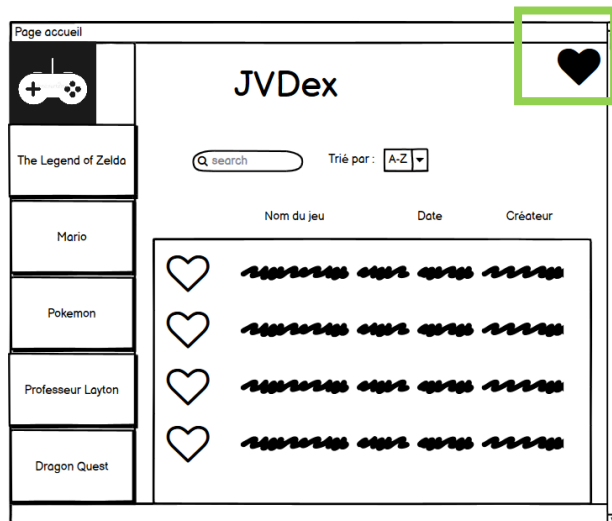 Page accueil
JVDex
The Legend of Zelda
search
Trié par :
A-Z
Nom du jeu
Date
Créateur
Mario
Pokemon
Professeur Layton
Dragon Quest